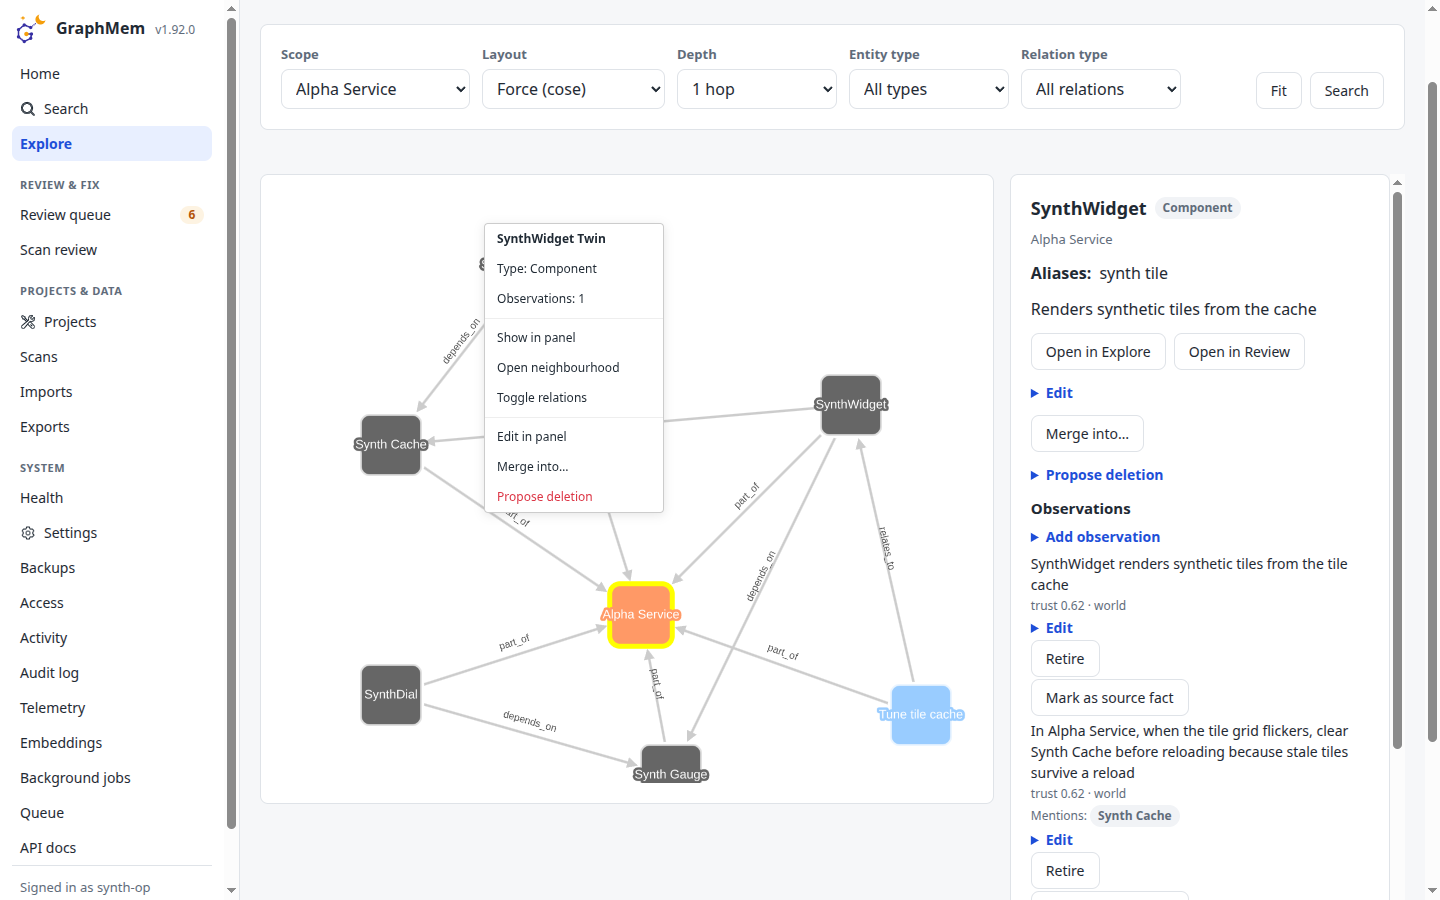 GraphMem v1.92.0
Home
Search
Explore
REVIEW & FIX
Review queue 6
Scan review
PROJECTS & DATA
Projects
Scans
Imports
Exports
SYSTEM
Health
Settings
Backups
Access
Activity
Audit log
Telemetry
Embeddings
Background jobs
Queue
API docs
Signed in as synth-op
Scope Layout Depth Entity type Relation type
Alpha Service Force (cose) 1 hop All types All relations Fit Search
SynthWidget Twin
Type: Component
Observations: 1
Show in panel
Open neighbourhood
Toggle relations
Edit in panel
Merge into...
Propose deletion
depends_on
SynthWidget
Synth Cache
part_of
part_of
relates_to
depends_on
Alpha Service
part_of
part_of
part_of
SynthDial
Tune tile cache
depends_on
Synth Gauge
SynthWidget Component
Alpha Service
Aliases: synth tile
Renders synthetic tiles from the cache
Open in Explore Open in Review
Edit
Merge into...
Propose deletion
Observations
Add observation
SynthWidget renders synthetic tiles from the tile
cache
trust 0.62 · world
Edit
Retire
Mark as source fact
In Alpha Service, when the tile grid flickers, clear
Synth Cache before reloading because stale tiles
survive a reload
trust 0.62 · world
Mentions: Synth Cache
Edit
Retire